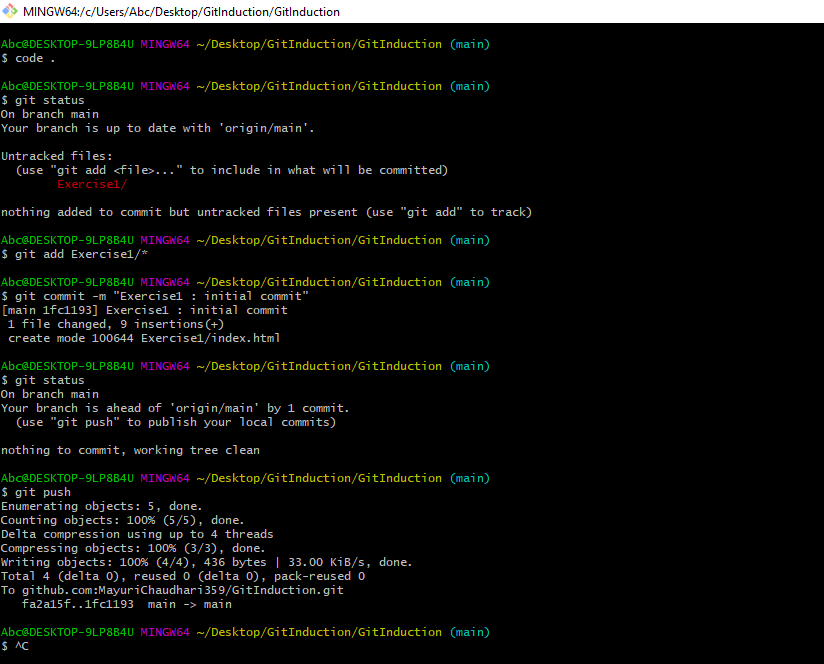 MINGW64:/c/Users/Abc/Desktop/GitInduction/GitInduction
Abc@DESKTOP-9LP8B4U MINGW64 ~/Desktop/GitInduction/GitInduction (main)
$ code .
Abc@DESKTOP-9LP8B4U MINGW64 ~/Desktop/GitInduction/GitInduction (main)
$ git status
On branch main
Your branch is up to date with 'origin/main'.
Untracked files:
  (use "git add <file>..." to include in what will be committed)
        Exercise1/
nothing added to commit but untracked files present (use "git add" to track)
Abc@DESKTOP-9LP8B4U MINGW64 ~/Desktop/GitInduction/GitInduction (main)
$ git add Exercise1/*
Abc@DESKTOP-9LP8B4U MINGW64 ~/Desktop/GitInduction/GitInduction (main)
$ git commit -m "Exercise1 : initial commit"
[main 1fc1193] Exercise1 : initial commit
 1 file changed, 9 insertions(+)
 create mode 100644 Exercise1/index.html
Abc@DESKTOP-9LP8B4U MINGW64 ~/Desktop/GitInduction/GitInduction (main)
$ git status
On branch main
Your branch is ahead of 'origin/main' by 1 commit.
  (use "git push" to publish your local commits)
nothing to commit, working tree clean
Abc@DESKTOP-9LP8B4U MINGW64 ~/Desktop/GitInduction/GitInduction (main)
$ git push
Enumerating objects: 5, done.
Counting objects: 100% (5/5), done.
Delta compression using up to 4 threads
Compressing objects: 100% (3/3), done.
Writing objects: 100% (4/4), 436 bytes | 33.00 KiB/s, done.
Total 4 (delta 0), reused 0 (delta 0), pack-reused 0
To github.com:MayuriChaudhari359/GitInduction.git
   fa2a15f..1fc1193  main -> main
Abc@DESKTOP-9LP8B4U MINGW64 ~/Desktop/GitInduction/GitInduction (main)
$ ^C